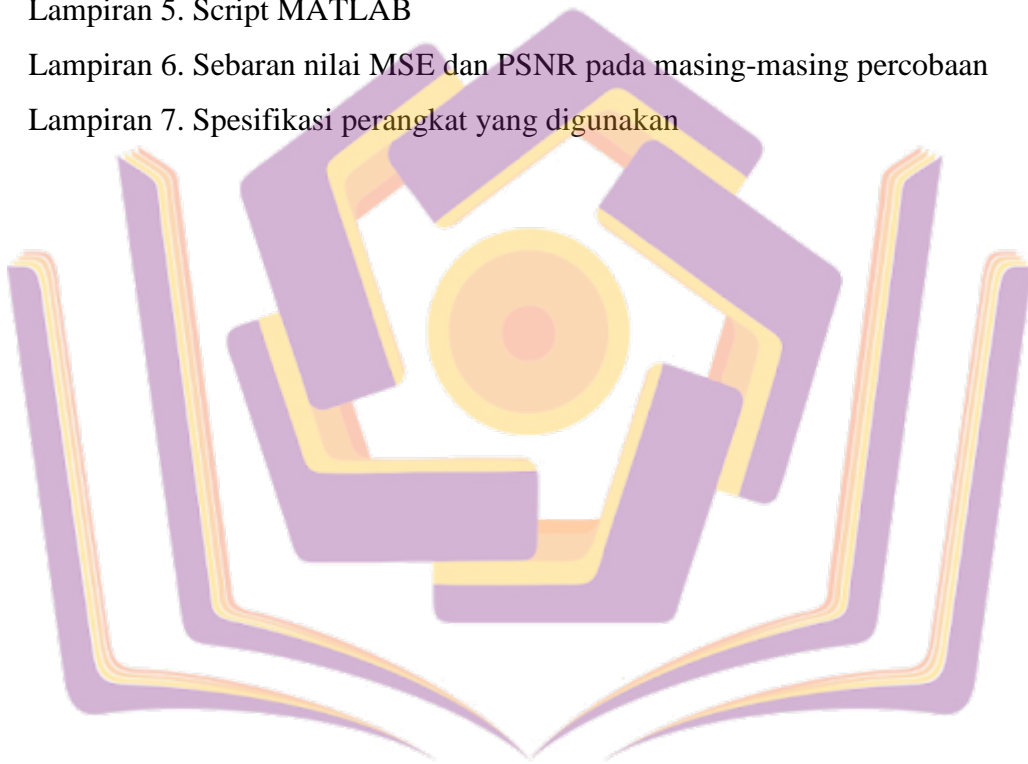 Lampiran 5. Script MATLAB
Lampiran 6. Sebaran nilai MSE dan PSNR pada masing-masing percobaan
Lampiran 7. Spesifikasi perangkat yang digunakan